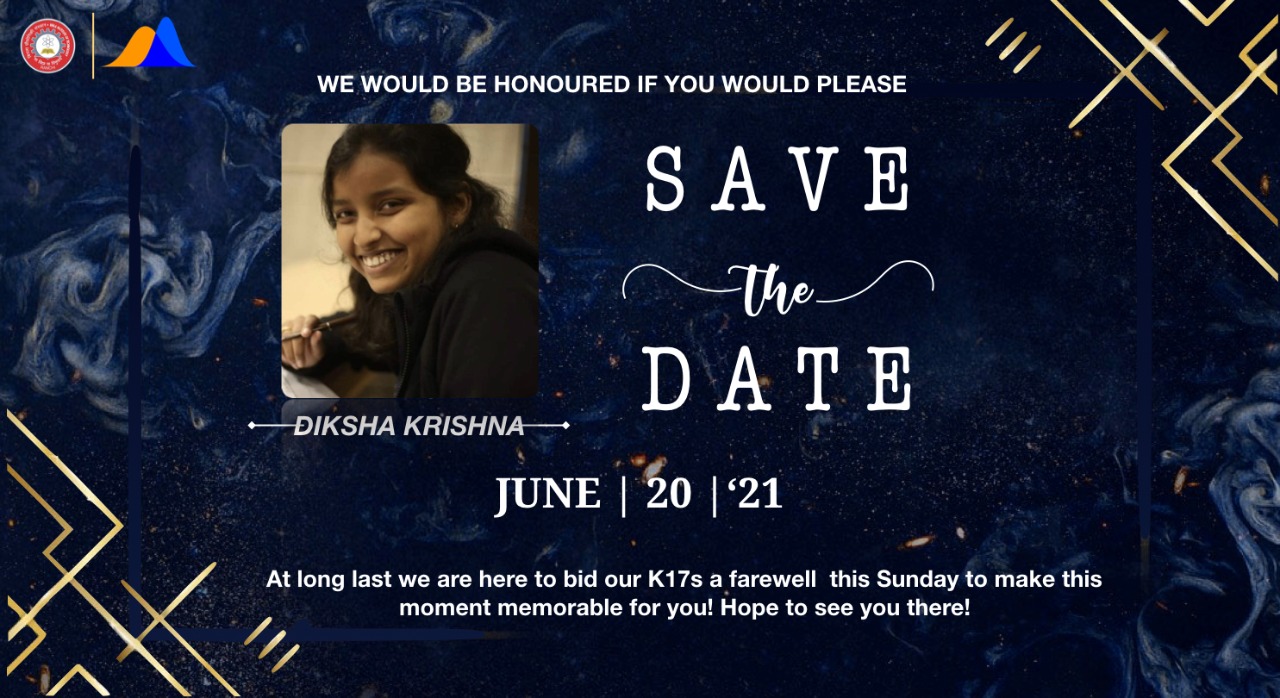 WE WOULD BE HONOURED IF YOU WOULD PLEASE
SAVE
the
DATE
DIKSHA KRISHNA
JUNE | 20 |‘21
At long last we are here to bid our K17s a farewell  this Sunday to make this
moment memorable for you! Hope to see you there!